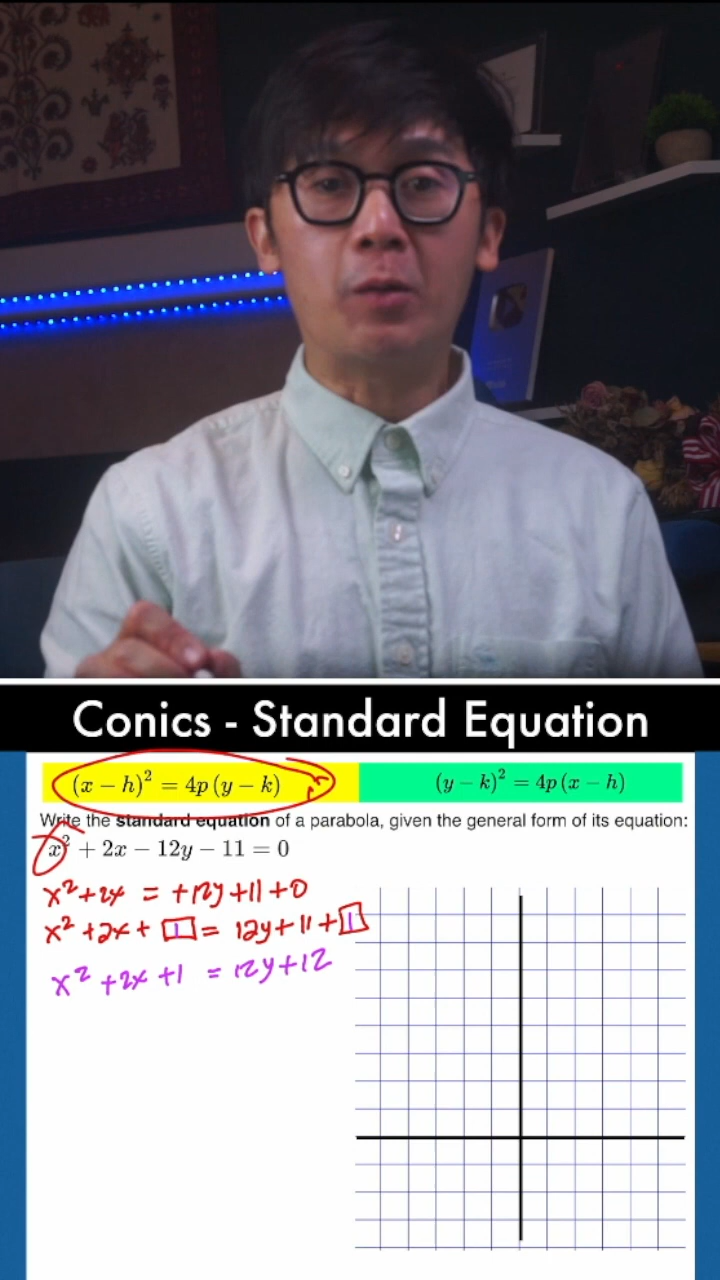 Conics - Standard Equation
(x − h)² = 4p (y − k)
(y − k)² = 4p (x − h)
Write the standard equation of a parabola, given the general form of its equation:
x² + 2x − 12y − 11 = 0
x²+2x = +12y+11+0
x²+2x+1 = 12y+11+1
x²+2x+1 = 12y+12